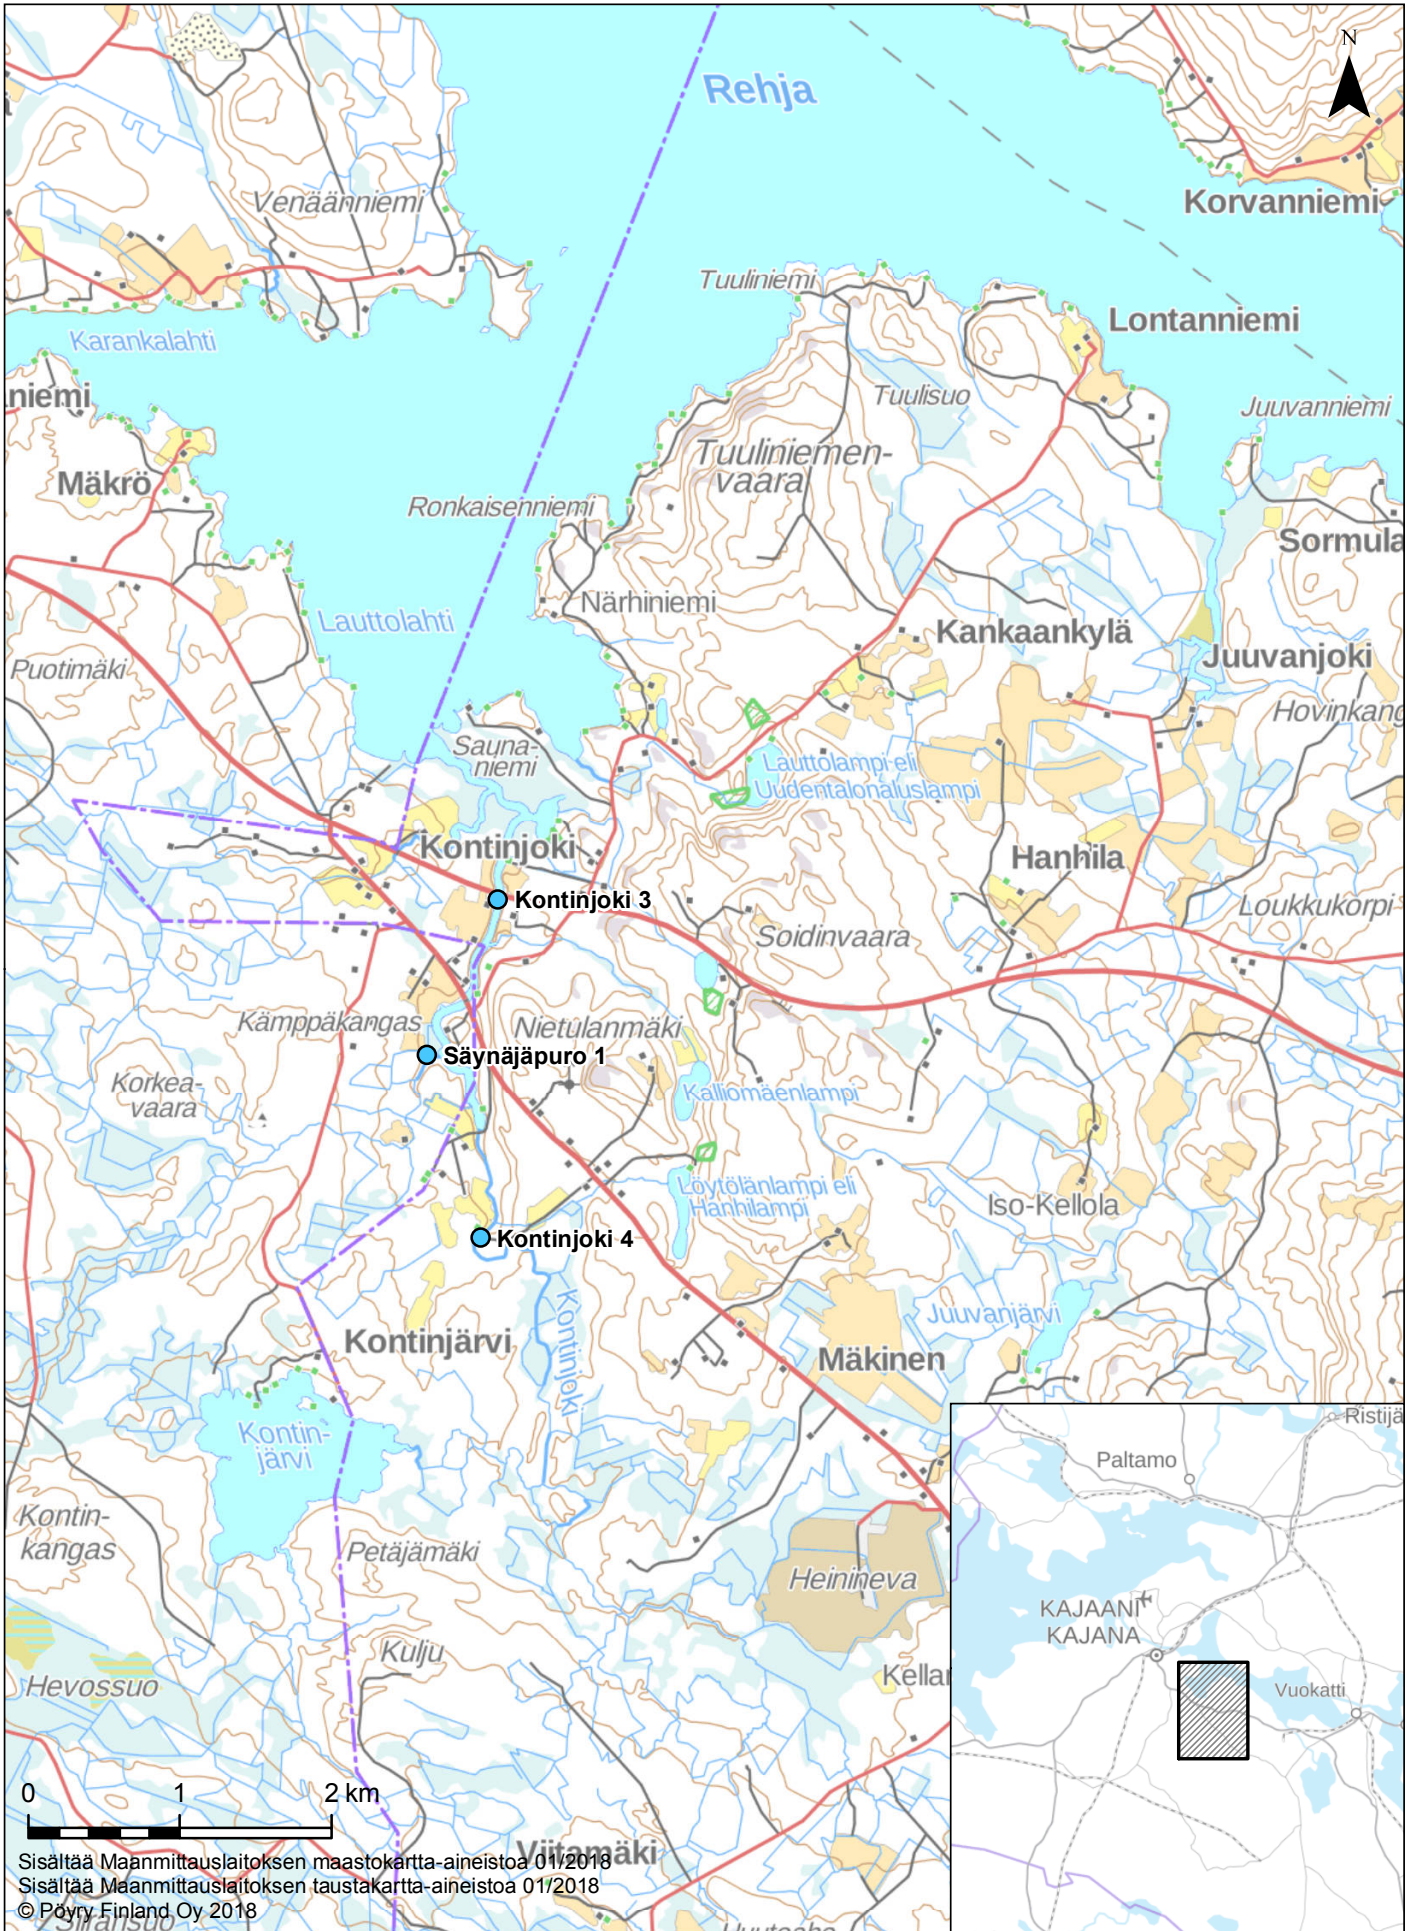 N
Rehja
Venäänniemi
Korvanniemi
Tuuliniemi
Lontanniemi
Karankalahti
niemi
Tuulisuo
Juuvanniemi
Tuuliniemen-
vaara
Mäkrö
Ronkaisenniemi
Sormula
Närhiniemi
Lauttolahti
Kankaankylä
Juuvanjoki
Puotimäki
Hovinkang
Sauna-
niemi
Lauttolampi eli
Uudentalonaluslampi
Kontinjoki
Hanhila
Kontinjoki 3
Loukkukorpi
Soidinvaara
Kämppäkangas
Nietulanmäki
Säynäjäpuro 1
Korkea-
vaara
Kalliomäenlampi
Löytölänlampi eli
Hanhilampi
Iso-Kellola
Kontinjoki 4
Kontinjoki
Juuvanjärvi
Kontinjärvi
Mäkinen
Kontin-
järvi
Kontin-
kangas
Petäjämäki
Heinineva
Kulju
Hevossuo
Kellar
Ristijä
Paltamo
KAJAANI
KAJANA
Vuokatti
0 1 2 km
Viitamäki
Sisältää Maanmittauslaitoksen maastokartta-aineistoa 01/2018
Sisältää Maanmittauslaitoksen taustakartta-aineistoa 01/2018
© Pöyry Finland Oy 2018